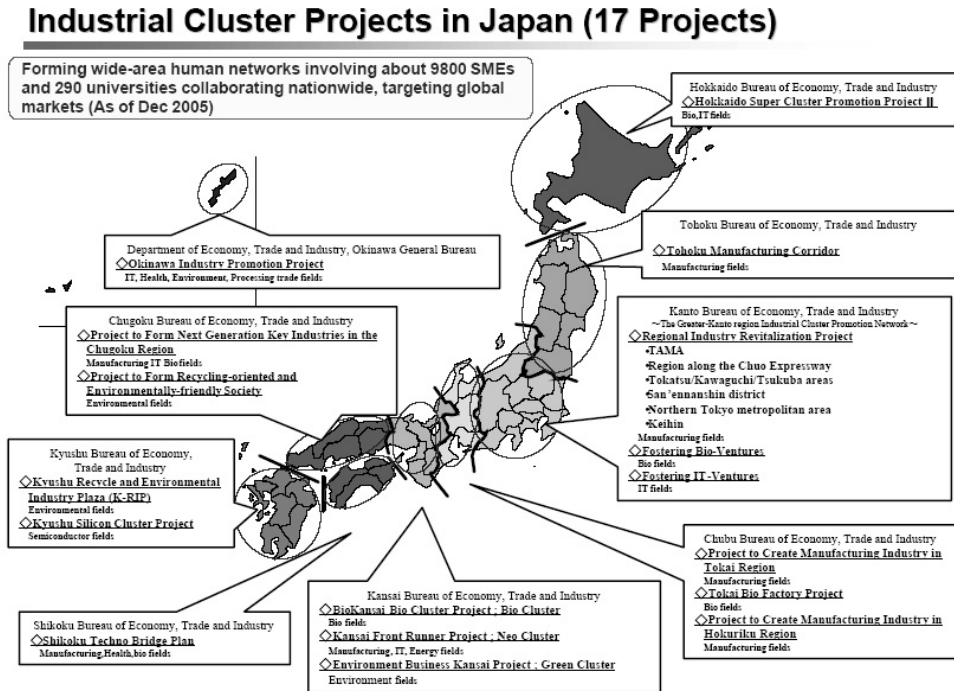 Industrial Cluster Projects in Japan (17 Projects)
Forming wide-area human networks involving about 9800 SMEs
and 290 universities collaborating nationwide, targeting global
markets (As of Dec 2005)
Hokkaido Bureau of Economy, Trade and Industry
◇Hokkaido Super Cluster Promotion Project Ⅱ
Bio,IT fields
Tohoku Bureau of Economy, Trade and Industry
◇Tohoku Manufacturing Corridor
Manufacturing fields
Department of Economy, Trade and Industry, Okinawa General Bureau
◇Okinawa Industry Promotion Project
IT, Health, Environment, Processing trade fields
Chugoku Bureau of Economy, Trade and Industry
◇Project to Form Next Generation Key Industries in the
Chugoku Region
Manufacturing IT Biofields
◇Project to Form Recycling-oriented and
Environmentally-friendly Society
Environmental fields
Kanto Bureau of Economy, Trade and Industry
～The Greater-Kanto region Industrial Cluster Promotion Network～
◇Regional Industry Revitalization Project
•TAMA
•Region along the Chuo Expressway
•Tokatsu/Kawaguchi/Tsukuba areas
•San'ennanshin district
•Northern Tokyo metropolitan area
•Keihin
Manufacturing fields
◇Fostering Bio-Ventures
Bio fields
◇Fostering IT-Ventures
IT fields
Kyushu Bureau of Economy,
Trade and Industry
◇Kyushu Recycle and Environmental
Industry Plaza (K-RIP)
Environmental fields
◇Kyushu Silicon Cluster Project
Semiconductor fields
Chubu Bureau of Economy, Trade and Industry
◇Project to Create Manufacturing Industry in
Tokai Region
Manufacturing fields
◇Tokai Bio Factory Project
Bio fields
◇Project to Create Manufacturing Industry in
Hokuriku Region
Manufacturing fields
Kansai Bureau of Economy, Trade and Industry
◇BioKansai Bio Cluster Project ; Bio Cluster
Bio fields
◇Kansai Front Runner Project ; Neo Cluster
Manufacturing, IT, Energy fields
◇Environment Business Kansai Project ; Green Cluster
Environment fields
Shikoku Bureau of Economy, Trade and Industry
◇Shikoku Techno Bridge Plan
Manufacturing,Health,bio fields